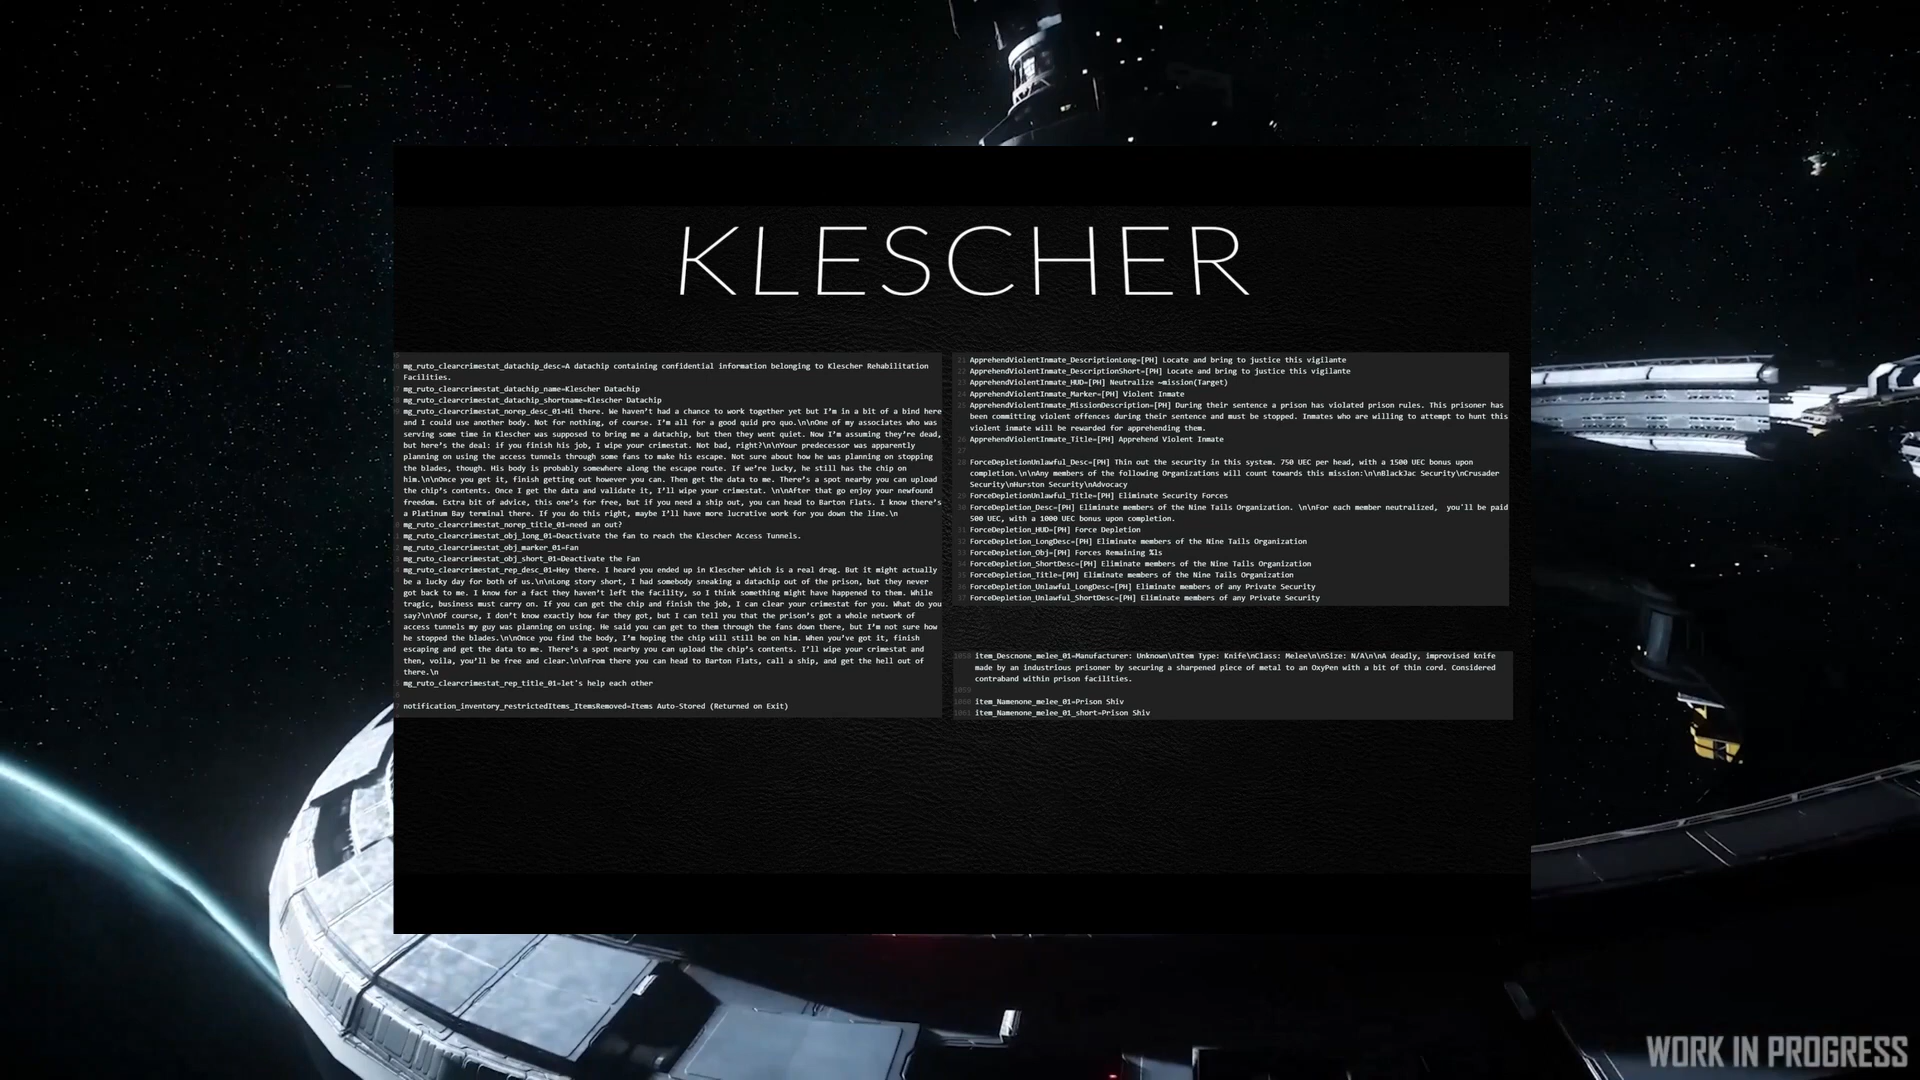 KLESCHER
mg_ruto_clearcrimestat_datachip_desc=A datachip containing confidential information belonging to Klescher Rehabilitation
Facilities.
mg_ruto_clearcrimestat_datachip_name=Klescher Datachip
mg_ruto_clearcrimestat_datachip_shortname=Klescher Datachip
mg_ruto_clearcrimestat_norep_desc_01=Hi there. We haven't had a chance to work together yet but I'm in a bit of a bind here
and I could use another body. Not for nothing, of course. I'm all for a good quid pro quo.\n\nOne of my associates who was
serving some time in Klescher was supposed to bring me a datachip, but then they went quiet. Now I'm assuming they're dead,
but here's the deal: if you finish his job, I wipe your crimestat. Not bad, right?\n\nYour predecessor was apparently
planning on using the access tunnels through some fans to make his escape. Not sure about how he was planning on stopping
the blades, though. His body is probably somewhere along the escape route. If we're lucky, he still has the chip on
him.\n\nOnce you get it, finish getting out however you can. Then get the data to me. There's a spot nearby you can upload
the chip's contents. Once I get the data and validate it, I'll wipe your crimestat. \n\nAfter that go enjoy your newfound
freedom. Extra bit of advice, this one's for free, but if you need a ship out, you can head to Barton Flats. I know there's
a Platinum Bay terminal there. If you do this right, maybe I'll have more lucrative work for you down the line.\n
mg_ruto_clearcrimestat_norep_title_01=need an out?
mg_ruto_clearcrimestat_obj_long_01=Deactivate the fan to reach the Klescher Access Tunnels.
mg_ruto_clearcrimestat_obj_marker_01=Fan
mg_ruto_clearcrimestat_obj_short_01=Deactivate the Fan
mg_ruto_clearcrimestat_rep_desc_01=Hey there. I heard you ended up in Klescher which is a real drag. But it might actually
be a lucky day for both of us.\n\nLong story short, I had somebody sneaking a datachip out of the prison, but they never
got back to me. I know for a fact they haven't left the facility, so I think something might have happened to them. While
tragic, business must carry on. If you can get the chip and finish the job, I can clear your crimestat for you. What do you
say?\n\nOf course, I don't know exactly how far they got, but I can tell you that the prison's got a whole network of
access tunnels my guy was planning on using. He said you can get to them through the fans down there, but I'm not sure how
he stopped the blades.\n\nOnce you find the body, I'm hoping the chip will still be on him. When you've got it, finish
escaping and get the data to me. There's a spot nearby you can upload the chip's contents. I'll wipe your crimestat and
then, voila, you'll be free and clear.\n\nFrom there you can head to Barton Flats, call a ship, and get the hell out of
there.\n
mg_ruto_clearcrimestat_rep_title_01=let's help each other
notification_inventory_restrictedItems_ItemsRemoved=Items Auto-Stored (Returned on Exit)
21 ApprehendViolentInmate_DescriptionLong=[PH] Locate and bring to justice this vigilante
22 ApprehendViolentInmate_DescriptionShort=[PH] Locate and bring to justice this vigilante
23 ApprehendViolentInmate_HUD=[PH] Neutralize ~mission(Target)
24 ApprehendViolentInmate_Marker=[PH] Violent Inmate
25 ApprehendViolentInmate_MissionDescription=[PH] During their sentence a prison has violated prison rules. This prisoner has
been committing violent offences during their sentence and must be stopped. Inmates who are willing to attempt to hunt this
violent inmate will be rewarded for apprehending them.
26 ApprehendViolentInmate_Title=[PH] Apprehend Violent Inmate
27
28 ForceDepletionUnlawful_Desc=[PH] Thin out the security in this system. 750 UEC per head, with a 1500 UEC bonus upon
completion.\n\nAny members of the following Organizations will count towards this mission:\n\nBlackJac Security\nCrusader
Security\nHurston Security\nAdvocacy
29 ForceDepletionUnlawful_Title=[PH] Eliminate Security Forces
30 ForceDepletion_Desc=[PH] Eliminate members of the Nine Tails Organization. \n\nFor each member neutralized, you'll be paid
500 UEC, with a 1000 UEC bonus upon completion.
31 ForceDepletion_HUD=[PH] Force Depletion
32 ForceDepletion_LongDesc=[PH] Eliminate members of the Nine Tails Organization
33 ForceDepletion_Obj=[PH] Forces Remaining %ls
34 ForceDepletion_ShortDesc=[PH] Eliminate members of the Nine Tails Organization
35 ForceDepletion_Title=[PH] Eliminate members of the Nine Tails Organization
36 ForceDepletion_Unlawful_LongDesc=[PH] Eliminate members of any Private Security
37 ForceDepletion_Unlawful_ShortDesc=[PH] Eliminate members of any Private Security
item_Descnone_melee_01=Manufacturer: Unknown\nItem Type: Knife\nClass: Melee\n\nSize: N/A\n\nA deadly, improvised knife
made by an industrious prisoner by securing a sharpened piece of metal to an OxyPen with a bit of thin cord. Considered
contraband within prison facilities.
item_Namenone_melee_01=Prison Shiv
item_Namenone_melee_01_short=Prison Shiv
WORK IN PROGRESS